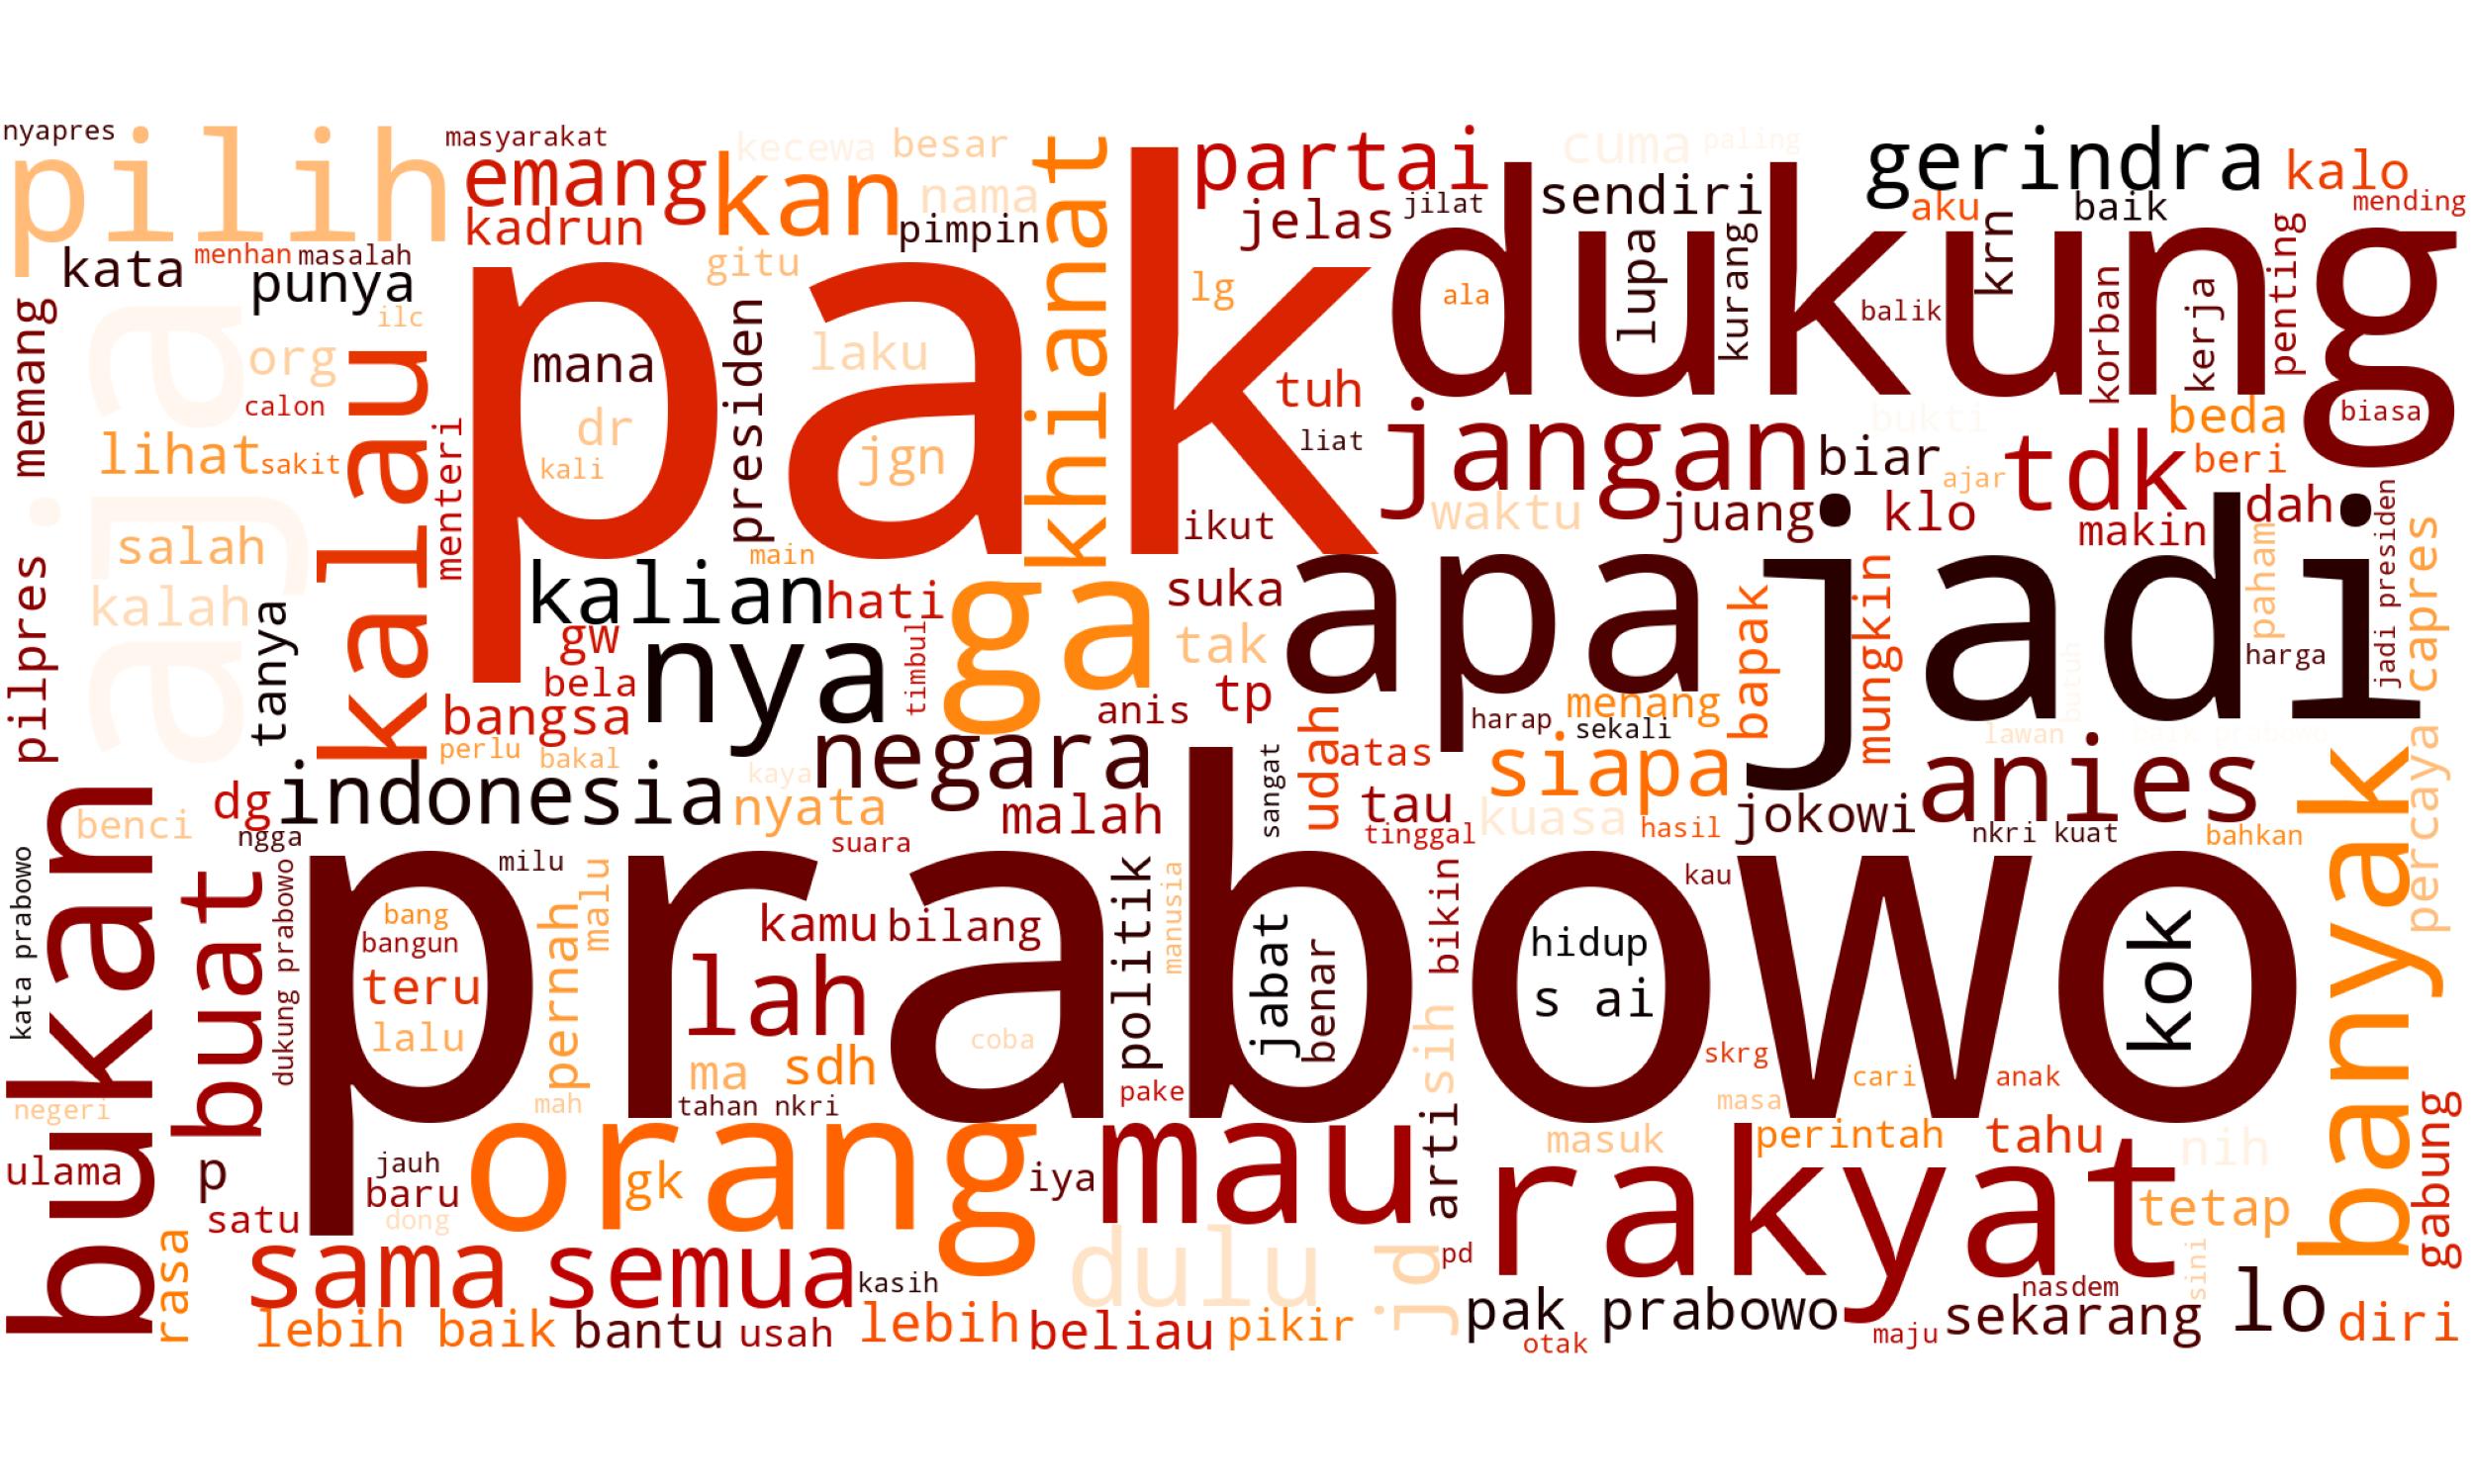 nyapres
pilih
masyarakat
emang
kadrun
kecewa
besar
kan
nama
pimpin
khianat
partai
jelas
jilat
cuma
paling
sendiri
gerindra
kalo
aku
baik
mending
kata
menhan
masalah
punya
gitu
pak
dukung
lg
ala
lupa
kurang
krn
balik
korban
kerja
penting
memang
aja
ilc
org
kalau
mana
presiden
laku
calon
dr
jgn
kali
lihat
sakit
menteri
tuh
liat
jangan
biar
bukti
beda
biasa
tdk
beri
ajar
waktu
juang
klo
dah
makin
salah
ikut
main
kalah
pilpres
tanya
kalian
hati
gw
bela
timbul
nya
ga
suka
tak
tp
apa
jadi
bapak
mungkin
paham
harga
jadi presiden
capres
bangsa
anis
harap
menang
sekali
butuh
lawan
perlu
bakal
negara
sangat
udah
atas
siapa
anies
banyak
percaya
bukan
dg
indonesia
kaya
nyata
malah
tau
kuasa
hasil
jokowi
nkri kuat
bahkan
benci
ngga
suara
tinggal
kata prabowo
buat
dukung prabowo
prabowo
milu
bang
bangun
teru
lalu
pernah
malu
kamu
bilang
lah
politik
manusia
jabat
benar
bikin
hidup
s ai
kau
kok
ma
sdh
coba
sih
skrg
cari
anak
negeri
mah
tahan nkri
pake
masa
gabung
ulama
p
jauh
baru
orang
gk
iya
mau
arti
masuk
perintah
tahu
nih
rakyat
tetap
satu
dong
rasa
sama
semua
kasih
dulu
jd
pd
sini
nasdem
lebih baik
bantu
usah
lebih
beliau
pikir
pak prabowo
otak
maju
sekarang
lo
diri